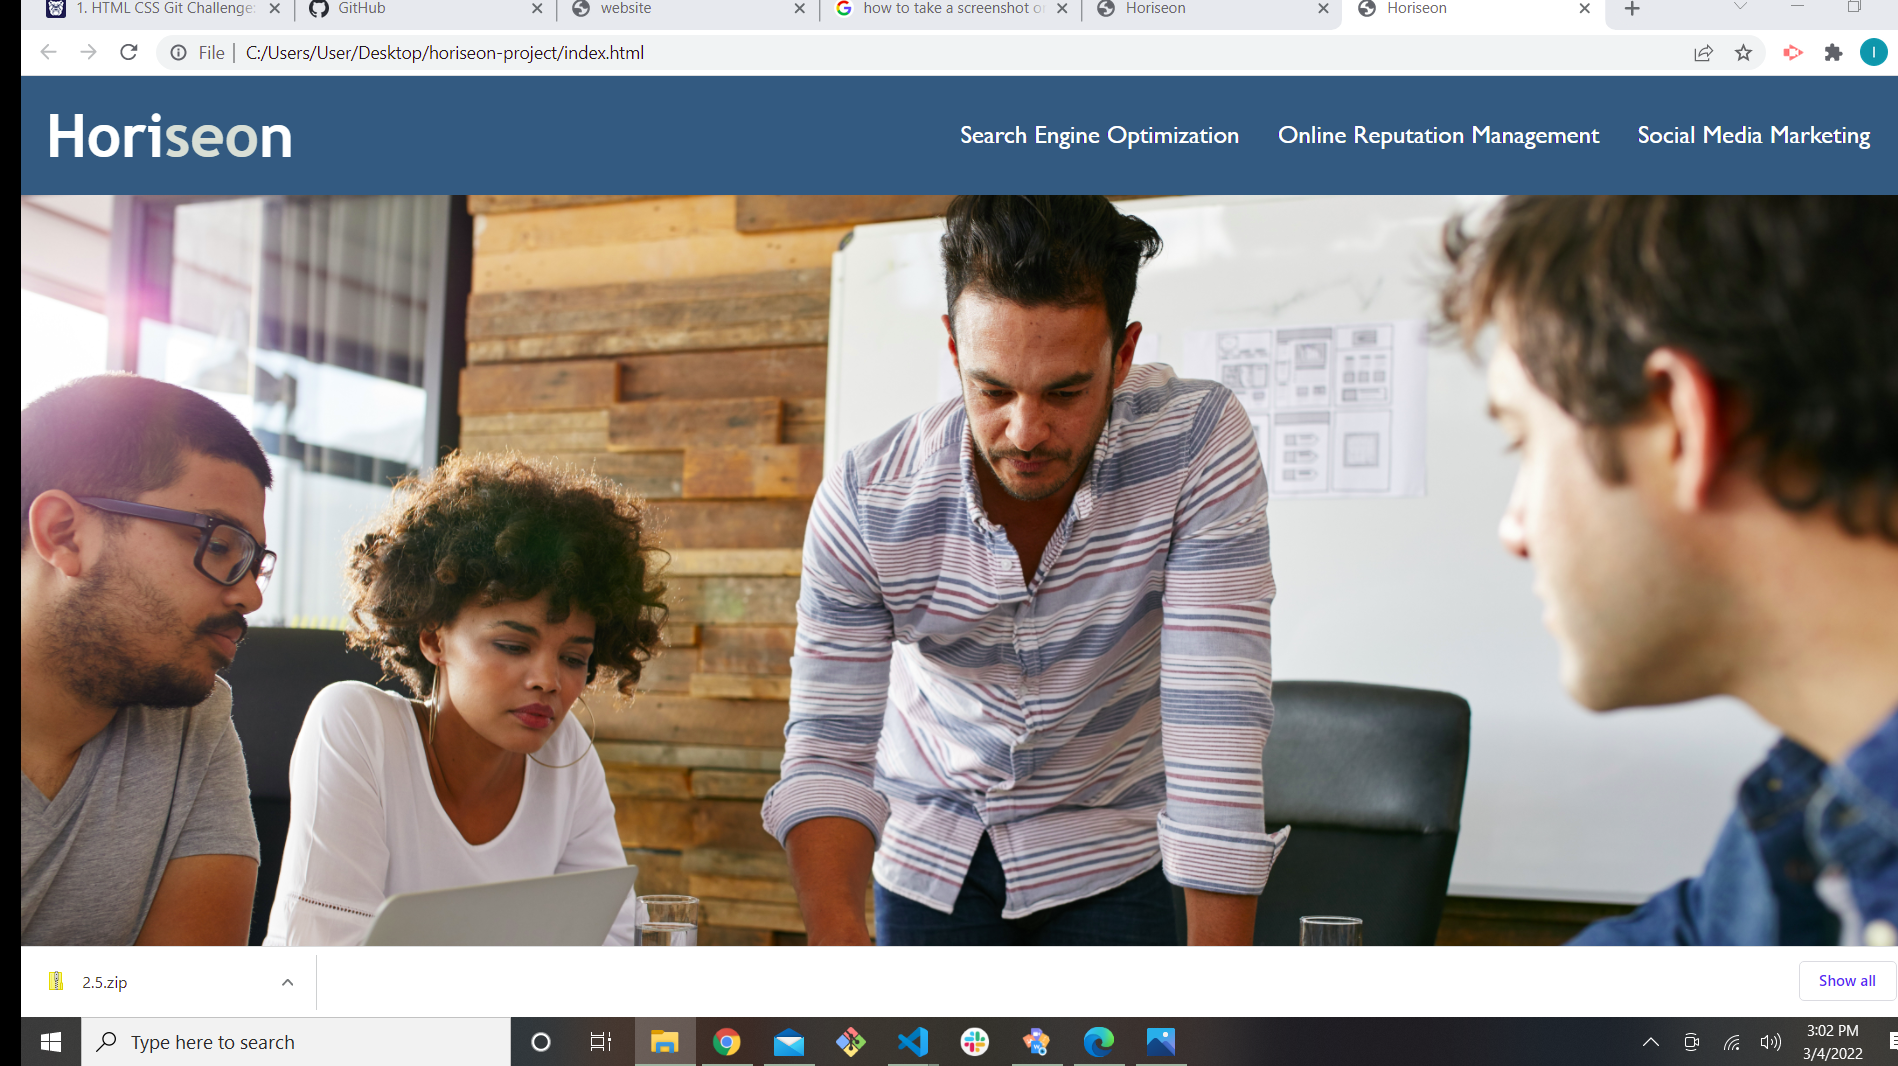 1. HTML CSS Git Challenge:
GitHub
website
how to take a screenshot or
Horiseon
Horiseon
File | C:/Users/User/Desktop/horiseon-project/index.html
I
Horiseon
Search Engine Optimization
Online Reputation Management
Social Media Marketing
2.5.zip
Show all
Type here to search
3:02 PM
3/4/2022